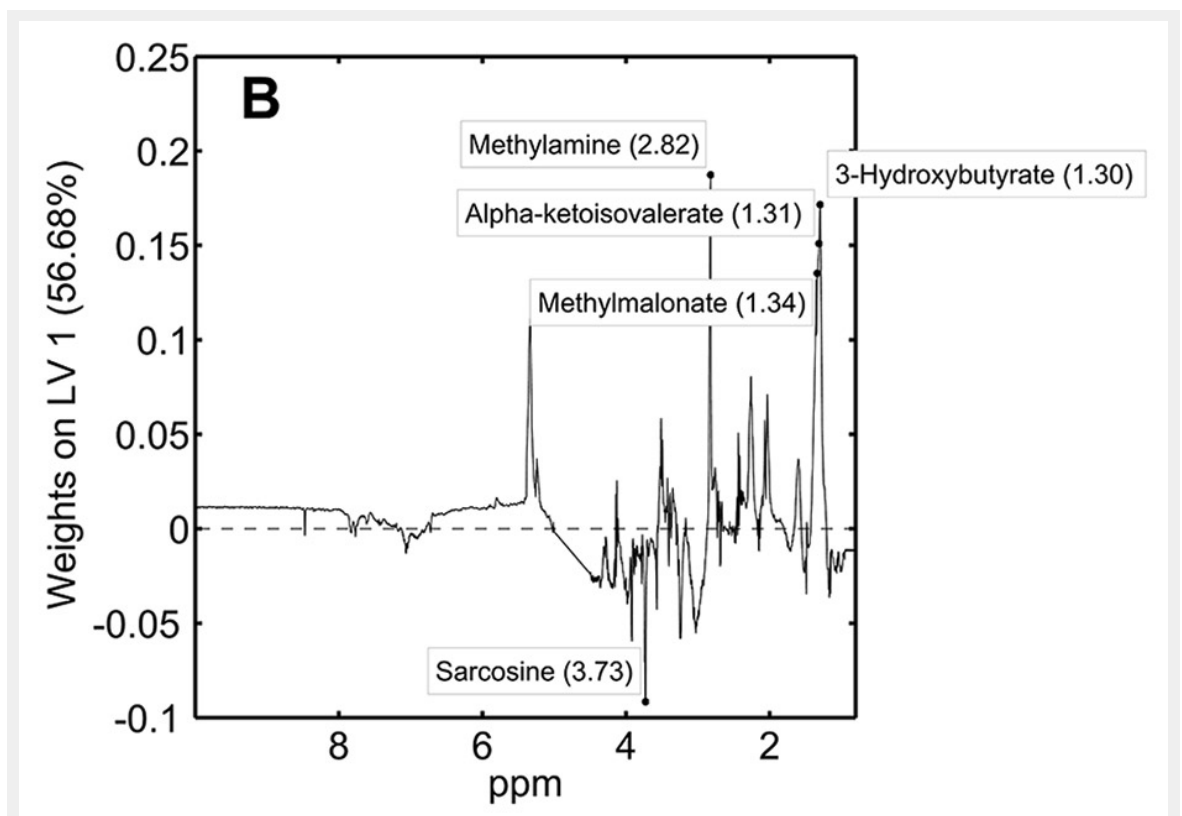 B
Weights on LV 1 (56.68%)
0.25
0.2
0.15
0.1
0.05
0
-0.05
-0.1
Methylamine (2.82)
3-Hydroxybutyrate (1.30)
Alpha-ketoisovalerate (1.31)
Methylmalonate (1.34)
Sarcosine (3.73)
8 6 4 2
ppm